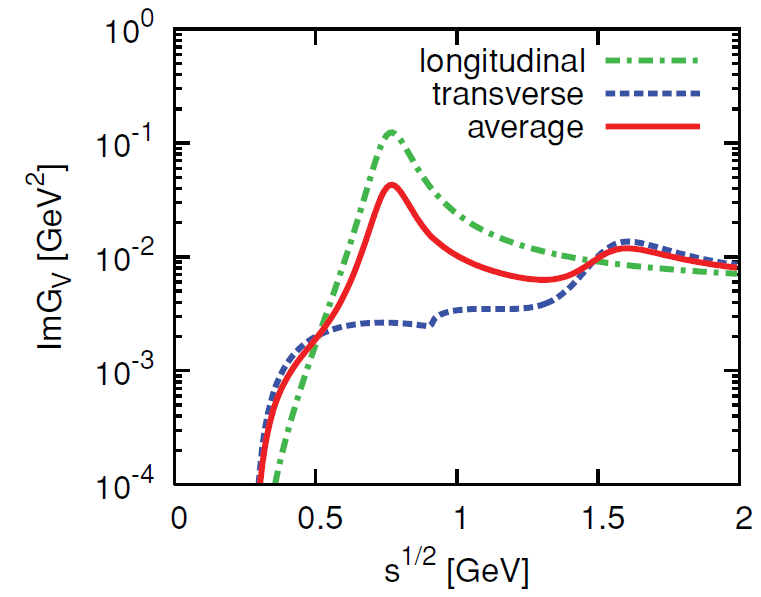 10^0
longitudinal
transverse
average
10^-1
ImG_V [GeV^2]
10^-2
10^-3
10^-4
0 0.5 1 1.5 2
s^1/2 [GeV]